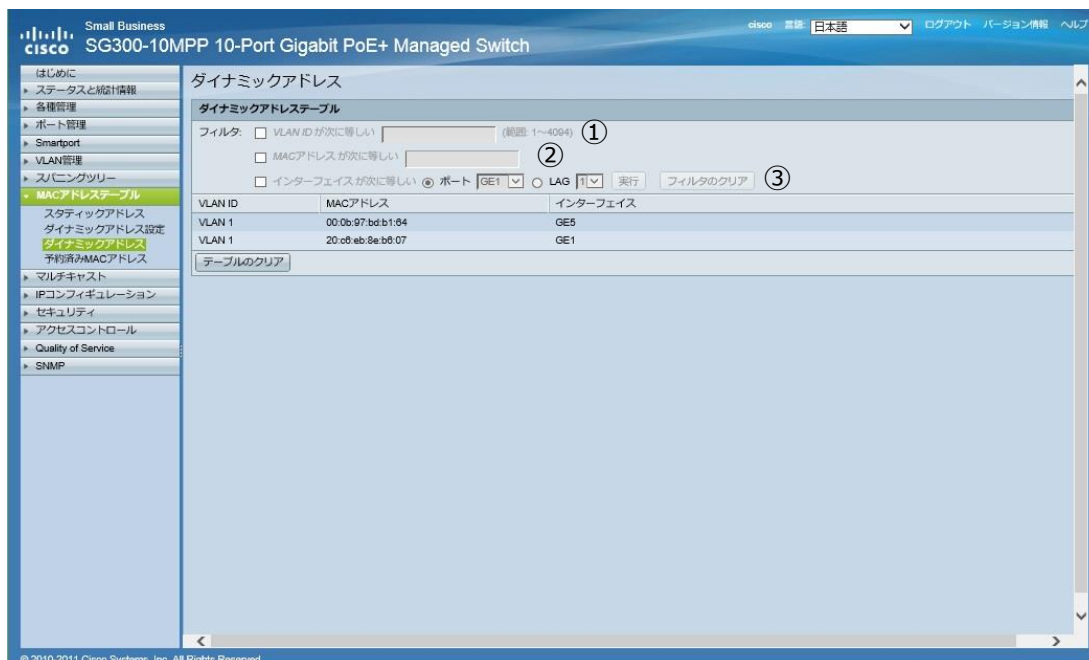 Small Business
cisco
SG300-10MPP 10-Port Gigabit PoE+ Managed Switch
cisco 言語: 日本語 ログアウト バージョン情報 ヘルプ
はじめに
ステータスと統計情報
各種管理
ポート管理
Smartport
VLAN管理
スパニングツリー
MACアドレステーブル
スタティックアドレス
ダイナミックアドレス設定
ダイナミックアドレス
予約済みMACアドレス
マルチキャスト
IPコンフィギュレーション
セキュリティ
アクセスコントロール
Quality of Service
SNMP
ダイナミックアドレス
ダイナミックアドレステーブル
フィルタ: VLAN IDが次に等しい (範囲: 1~4094) ①
MACアドレスが次に等しい ②
インターフェイスが次に等しい ポート GE1 LAG 1 実行 フィルタのクリア ③
VLAN ID MACアドレス インターフェイス
VLAN 1 00:0b:97:bd:b1:64 GE5
VLAN 1 20:c6:eb:8e:b6:07 GE1
テーブルのクリア
© 2010-2011 Cisco Systems, Inc. All Rights Reserved.